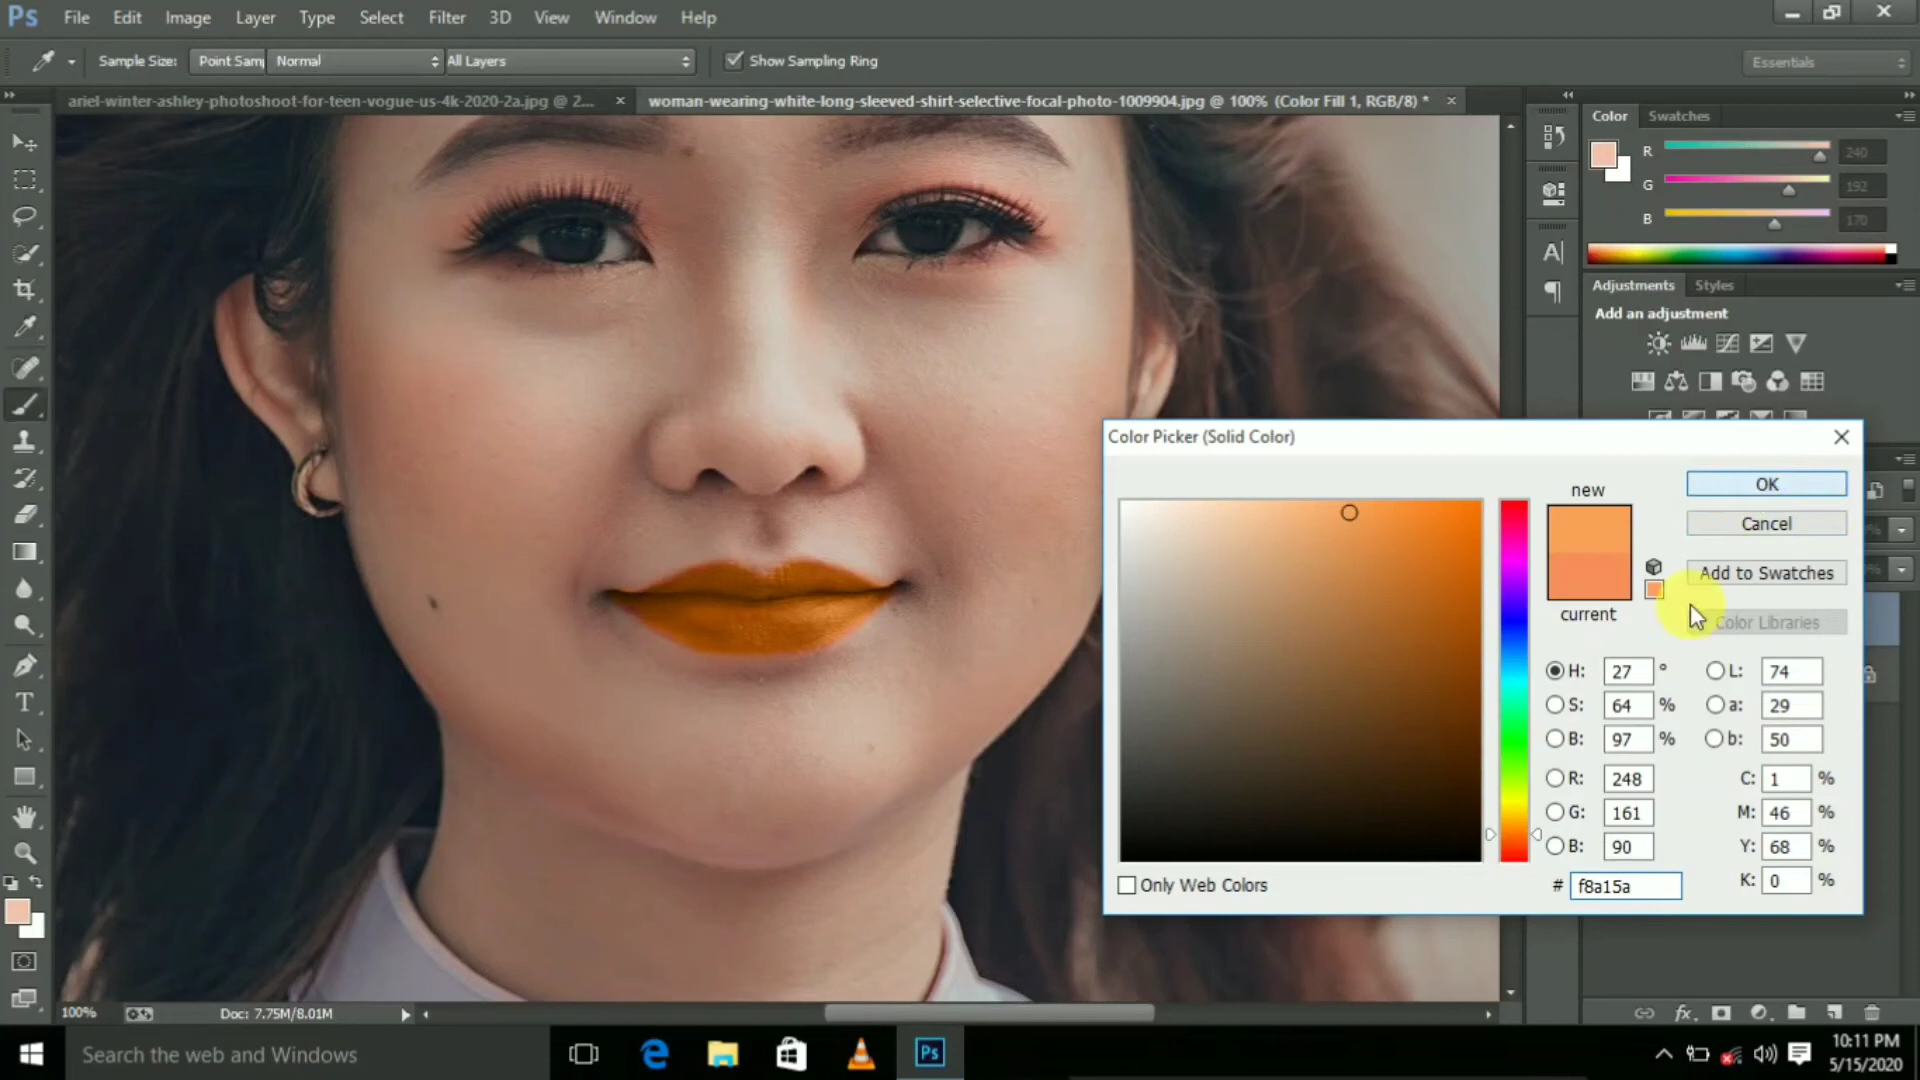 Ps File Edit Image Layer Type Select Filter 3D View Window Help
Sample Size: Point Samp Normal All Layers Show Sampling Ring Essentials
ariel-winter-ashley-photoshoot-for-teen-vogue-us-4k-2020-2a.jpg @ 2... × woman-wearing-white-long-sleeved-shirt-selective-focal-photo-1009904.jpg @ 100% (Color Fill 1, RGB/8) * ×
Color Swatches
R 240
G 192
B 170
Adjustments Styles
Add an adjustment
Color Picker (Solid Color)
new
OK
Cancel
Add to Swatches
current
Color Libraries
H: 27 ° L: 74
S: 64 % a: 29
B: 97 % b: 50
R: 248 C: 1 %
G: 161 M: 46 %
B: 90 Y: 68 %
# f8a15a K: 0 %
Only Web Colors
100% Doc: 7.75M/8.01M
Search the web and Windows
Ps
10:11 PM
5/15/2020